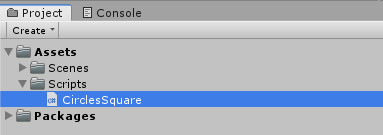 Project Console
Create
Assets
Scenes
Scripts
C# CirclesSquare
Packages